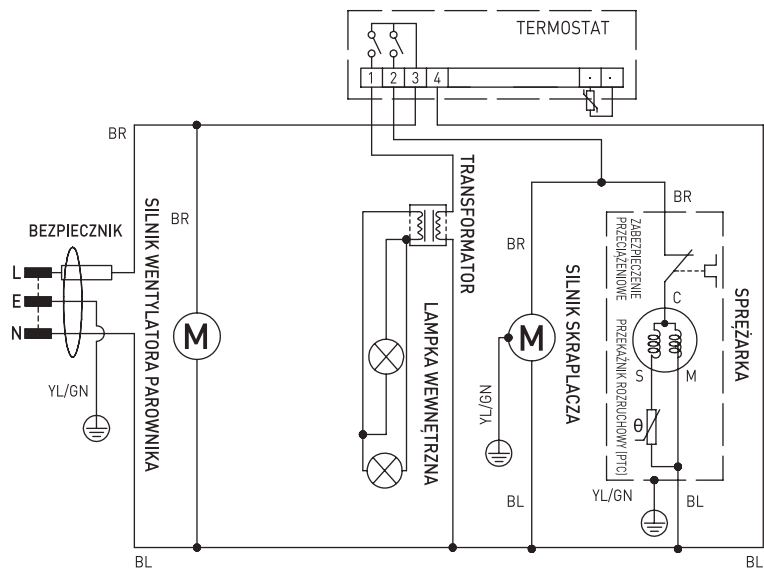 TERMOSTAT
1 2 3 4 · ·
BR
BEZPIECZNIK
L
E
N
YL/GN
SILNIK WENTYLATORA PAROWNIKA
BR
M
TRANSFORMATOR
LAMPKA WEWNĘTRZNA
BR
M
YL/GN
SILNIK SKRAPLACZA
BL
BR
ZABEZPIECZENIE
PRZECIĄŻENIOWE
C
S
M
PRZEKAŹNIK ROZRUCHOWY (PTC)
θ
SPRĘŻARKA
YL/GN
BL
BL
BL